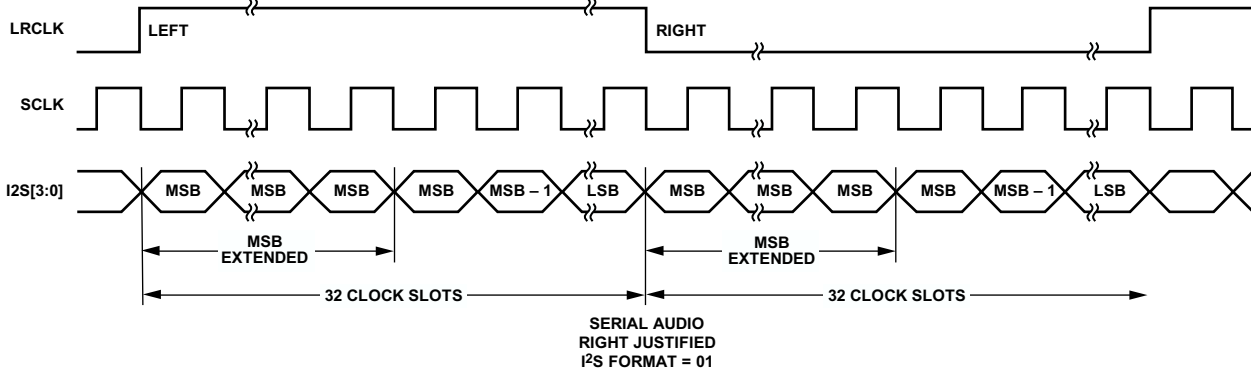 LRCLK LEFT RIGHT
SCLK
I2S[3:0] MSB MSB MSB MSB MSB – 1 LSB MSB MSB MSB MSB MSB – 1 LSB
MSB EXTENDED MSB EXTENDED
32 CLOCK SLOTS 32 CLOCK SLOTS
SERIAL AUDIO
RIGHT JUSTIFIED
I²S FORMAT = 01